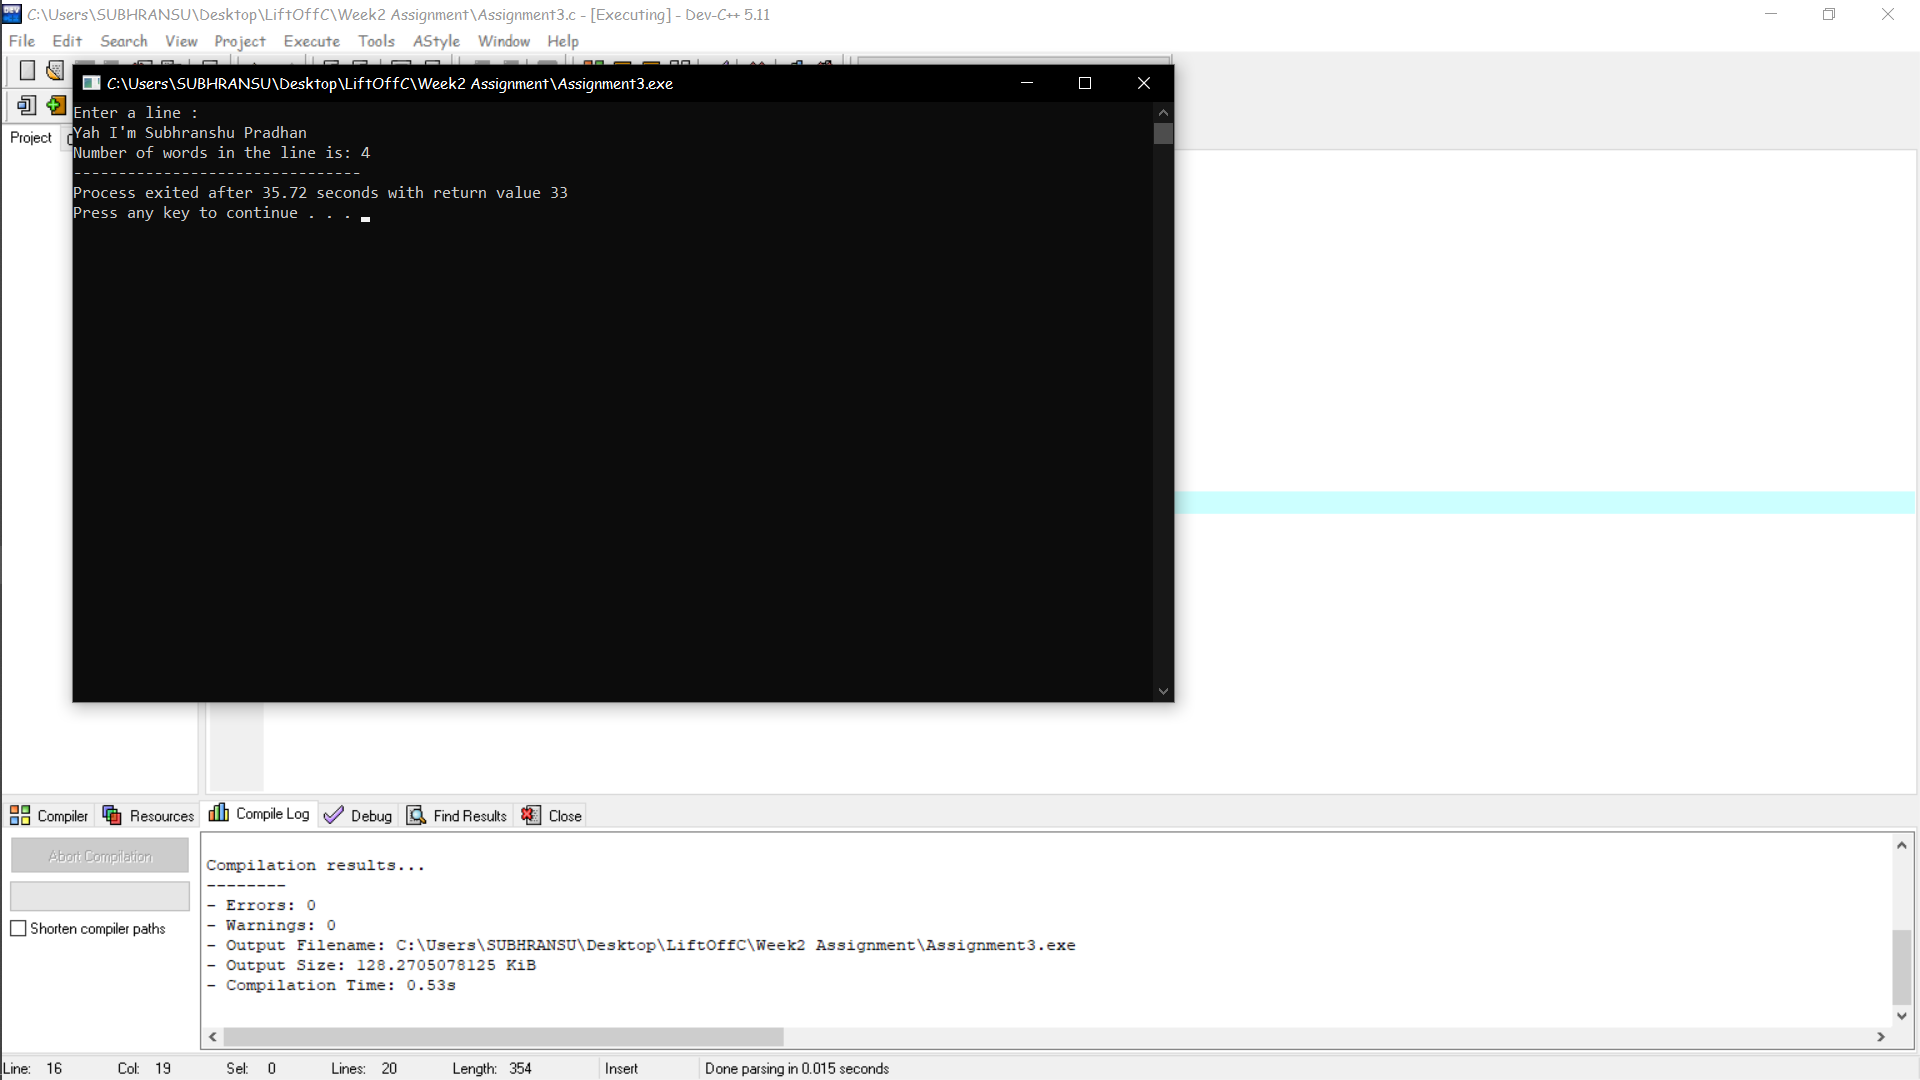 C:\Users\SUBHRANSU\Desktop\LiftOffC\Week2 Assignment\Assignment3.c - [Executing] - Dev-C++ 5.11
File Edit Search View Project Execute Tools AStyle Window Help
C:\Users\SUBHRANSU\Desktop\LiftOffC\Week2 Assignment\Assignment3.exe
Project
Enter a line :
Yah I'm Subhranshu Pradhan
Number of words in the line is: 4
--------------------------------
Process exited after 35.72 seconds with return value 33
Press any key to continue . . .
Compiler Resources Compile Log Debug Find Results Close
Abort Compilation
Shorten compiler paths
Compilation results...
--------
- Errors: 0
- Warnings: 0
- Output Filename: C:\Users\SUBHRANSU\Desktop\LiftOffC\Week2 Assignment\Assignment3.exe
- Output Size: 128.2705078125 KiB
- Compilation Time: 0.53s
Line: 16 Col: 19 Sel: 0 Lines: 20 Length: 354 Insert Done parsing in 0.015 seconds